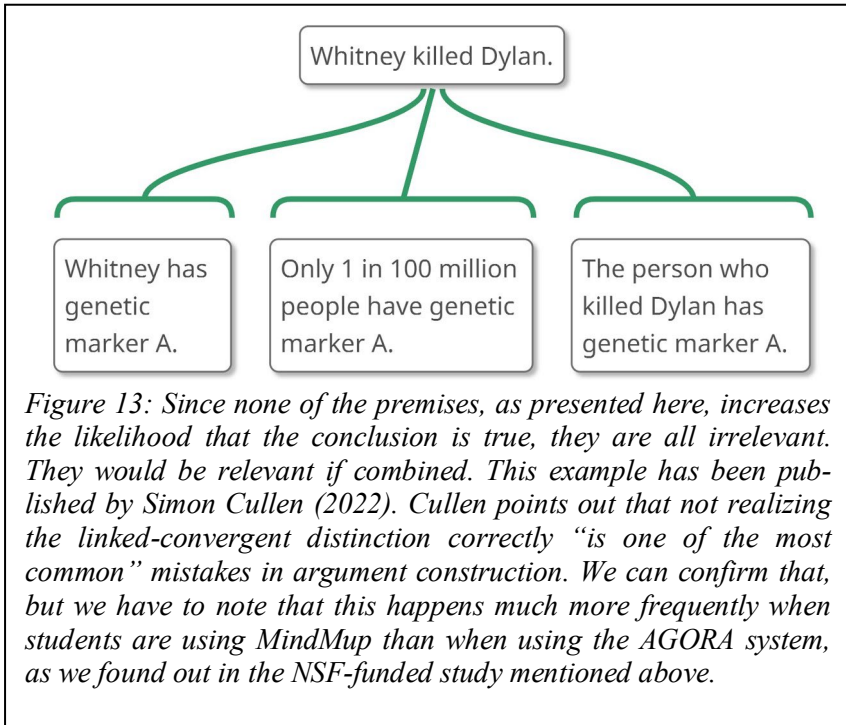 Whitney killed Dylan.
Whitney has
genetic
marker A.
Only 1 in 100 million
people have genetic
marker A.
The person who
killed Dylan has
genetic marker A.
Figure 13: Since none of the premises, as presented here, increases
the likelihood that the conclusion is true, they are all irrelevant.
They would be relevant if combined. This example has been pub-
lished by Simon Cullen (2022). Cullen points out that not realizing
the linked-convergent distinction correctly “is one of the most
common” mistakes in argument construction. We can confirm that,
but we have to note that this happens much more frequently when
students are using MindMup than when using the AGORA system,
as we found out in the NSF-funded study mentioned above.